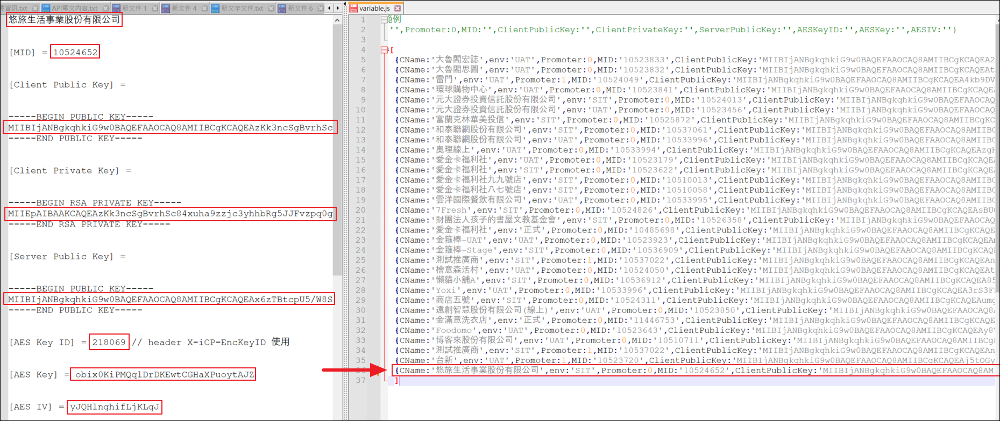 庫資訊.txt
API電文內容.txt
新文件 1
新文件 4
新文字文件.txt
新文件 6
悠旅生活事業股份有限公司
[MID] = 10524652
[Client Public Key] =
-----BEGIN PUBLIC KEY-----
MIIBIjANBgkqhkiG9w0BAQEFAAOCAQ8AMIIBCgKCAQEAzKk3ncSgBvrhSc
-----END PUBLIC KEY-----
[Client Private Key] =
-----BEGIN RSA PRIVATE KEY-----
MIIEpAIBAAKCAQEAzKk3ncSgBvrhSc84xuha9zzjc3yhhbRg5JJFvzpq0g
-----END RSA PRIVATE KEY-----
[Server Public Key] =
-----BEGIN PUBLIC KEY-----
MIIBIjANBgkqhkiG9w0BAQEFAAOCAQ8AMIIBCgKCAQEAx6zTBtcpU5/W8S
-----END PUBLIC KEY-----
[AES Key ID] = 218069 // header X-iCP-EncKeyID 使用
[AES Key] = obix0KiPMQqlDrDKEwtCGHaXPuoytAJZ
[AES IV] = yJQHlnghifLjKLqJ
variable.js
1 範例
2 '',Promoter:0,MID:'',ClientPublicKey:'',ClientPrivateKey:'',ServerPublicKey:'',AESKeyID:'',AESKey:'',AESIV:''}
3
4 =[
5 {CName:'大魯閣宏誌',env:'UAT',Promoter:0,MID:'10523833',ClientPublicKey:'MIIBIjANBgkqhkiG9w0BAQEFAAOCAQ8AMIIBCgKCAQEA2
6 {CName:'大魯閣思圖',env:'UAT',Promoter:0,MID:'10523832',ClientPublicKey:'MIIBIjANBgkqhkiG9w0BAQEFAAOCAQ8AMIIBCgKCAQEAt
7 {CName:'雷門',env:'UAT',Promoter:1,MID:'10524049',ClientPublicKey:'MIIBIjANBgkqhkiG9w0BAQEFAAOCAQ8AMIIBCgKCAQEA4kb9DV
8 {CName:'環球購物中心',env:'UAT',Promoter:0,MID:'10523841',ClientPublicKey:'MIIBIjANBgkqhkiG9w0BAQEFAAOCAQ8AMIIBCgKCAQEA
9 {CName:'元大證券投資信託股份有限公司',env:'SIT',Promoter:0,MID:'10524013',ClientPublicKey:'MIIBIjANBgkqhkiG9w0BAQEFAAOCAQ
10 {CName:'元大證券投資信託股份有限公司',env:'UAT',Promoter:0,MID:'10523456',ClientPublicKey:'MIIBIjANBgkqhkiG9w0BAQEFAAOCAQ
11 {CName:'富蘭克林華美投信',env:'SIT',Promoter:0,MID:'10525872',ClientPublicKey:'MIIBIjANBgkqhkiG9w0BAQEFAAOCAQ8AMIIBCgKC
12 {CName:'和泰聯網股份有限公司',env:'SIT',Promoter:0,MID:'10537061',ClientPublicKey:'MIIBIjANBgkqhkiG9w0BAQEFAAOCAQ8AMIIBC
13 {CName:'和泰聯網股份有限公司',env:'UAT',Promoter:0,MID:'10533996',ClientPublicKey:'MIIBIjANBgkqhkiG9w0BAQEFAAOCAQ8AMIIBC
14 {CName:'奧理線上',env:'UAT',Promoter:0,MID:'10533994',ClientPublicKey:'MIIBIjANBgkqhkiG9w0BAQEFAAOCAQ8AMIIBCgKCAQEAzgH
15 {CName:'愛金卡福利社',env:'UAT',Promoter:0,MID:'10523179',ClientPublicKey:'MIIBIjANBgkqhkiG9w0BAQEFAAOCAQ8AMIIBCgKCAQEA
16 {CName:'愛金卡福利社',env:'SIT',Promoter:0,MID:'10523622',ClientPublicKey:'MIIBIjANBgkqhkiG9w0BAQEFAAOCAQ8AMIIBCgKCAQEA
17 {CName:'愛金卡福利社九九號店',env:'SIT',Promoter:0,MID:'10510013',ClientPublicKey:'MIIBIjANBgkqhkiG9w0BAQEFAAOCAQ8AMIIBC
18 {CName:'愛金卡福利社八七號店',env:'SIT',Promoter:0,MID:'10510058',ClientPublicKey:'MIIBIjANBgkqhkiG9w0BAQEFAAOCAQ8AMIIBC
19 {CName:'雲洋國際餐飲有限公司',env:'UAT',Promoter:0,MID:'10533995',ClientPublicKey:'MIIBIjANBgkqhkiG9w0BAQEFAAOCAQ8AMIIBC
20 {CName:'7Fresh',env:'SIT',Promoter:0,MID:'10524826',ClientPublicKey:'MIIBIjANBgkqhkiG9w0BAQEFAAOCAQ8AMIIBCgKCAQEAsBUG
21 {CName:'財團法人孩子的書屋文教基金會',env:'SIT',Promoter:0,MID:'10526358',ClientPublicKey:'MIIBIjANBgkqhkiG9w0BAQEFAAOCAQ
22 {CName:'愛金卡福利社',env:'正式',Promoter:0,MID:'10485698',ClientPublicKey:'MIIBIjANBgkqhkiG9w0BAQEFAAOCAQ8AMIIBCgKCAQE
23 {CName:'金箍棒-UAT',env:'UAT',Promoter:0,MID:'10523923',ClientPublicKey:'MIIBIjANBgkqhkiG9w0BAQEFAAOCAQ8AMIIBCgKCAQEAn
24 {CName:'金箍棒-Stage',env:'SIT',Promoter:0,MID:'10536909',ClientPublicKey:'MIIBIjANBgkqhkiG9w0BAQEFAAOCAQ8AMIIBCgKCAQE
25 {CName:'測試推廣商',env:'SIT',Promoter:1,MID:'10537022',ClientPublicKey:'MIIBIjANBgkqhkiG9w0BAQEFAAOCAQ8AMIIBCgKCAQEAn
26 {CName:'檜意森活村',env:'UAT',Promoter:0,MID:'10524050',ClientPublicKey:'MIIBIjANBgkqhkiG9w0BAQEFAAOCAQ8AMIIBCgKCAQEAt
27 {CName:'懶貓小舖A',env:'SIT',Promoter:0,MID:'10536912',ClientPublicKey:'MIIBIjANBgkqhkiG9w0BAQEFAAOCAQ8AMIIBCgKCAQEA85
28 {CName:'Yoxi',env:'UAT',Promoter:0,MID:'10533996',ClientPublicKey:'MIIBIjANBgkqhkiG9w0BAQEFAAOCAQ8AMIIBCgKCAQEA3rS3F
29 {CName:'商店五號',env:'SIT',Promoter:0,MID:'10524311',ClientPublicKey:'MIIBIjANBgkqhkiG9w0BAQEFAAOCAQ8AMIIBCgKCAQEAumg
30 {CName:'遠創智慧股份有限公司(線上)',env:'UAT',Promoter:0,MID:'10523850',ClientPublicKey:'MIIBIjANBgkqhkiG9w0BAQEFAAOCAQ8A
31 {CName:'金滿意洗衣店',env:'正式',Promoter:0,MID:'11446753',ClientPublicKey:'MIIBIjANBgkqhkiG9w0BAQEFAAOCAQ8AMIIBCgKCAQE
32 {CName:'Foodomo',env:'UAT',Promoter:0,MID:'10523643',ClientPublicKey:'MIIBIjANBgkqhkiG9w0BAQEFAAOCAQ8AMIIBCgKCAQEAy8V
33 {CName:'博客來股份有限公司',env:'UAT',Promoter:0,MID:'10510711',ClientPublicKey:'MIIBIjANBgkqhkiG9w0BAQEFAAOCAQ8AMIIBCgK
34 {CName:'測試推廣商',env:'SIT',Promoter:1,MID:'10537022',ClientPublicKey:'MIIBIjANBgkqhkiG9w0BAQEFAAOCAQ8AMIIBCgKCAQEAn
35 {CName:'台新',env:'UAT',Promoter:1,MID:'10523720',ClientPublicKey:'MIIBIjANBgkqhkiG9w0BAQEFAAOCAQ8AMIIBCgKCAQEAj5tOGy
36 {CName:'悠旅生活事業股份有限公司',env:'SIT',Promoter:0,MID:'10524652',ClientPublicKey:'MIIBIjANBgkqhkiG9w0BAQEFAAOCAQ8AM
37 ]